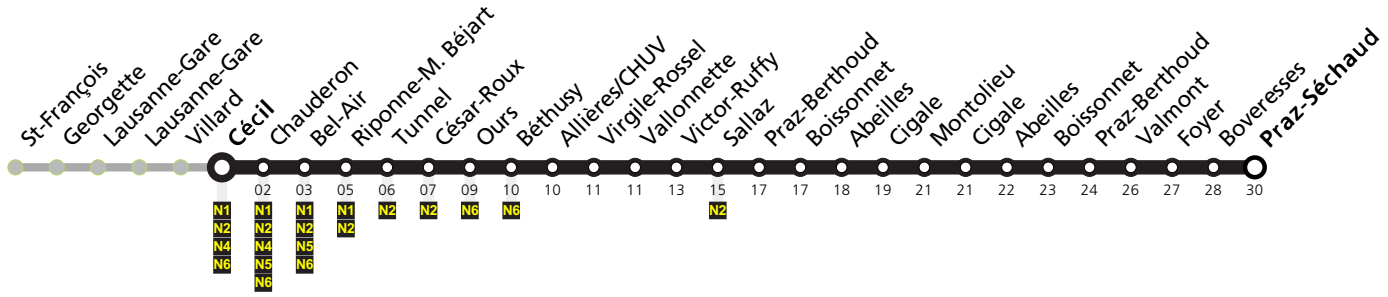 St-François
Georgette
Lausanne-Gare
Lausanne-Gare
Villard
Cécil
Chauderon
Bel-Air
Riponne-M. Béjart
Tunnel
César-Roux
Ours
Béthusy
Allières/CHUV
Virgile-Rossel
Vallonnette
Victor-Ruffy
Sallaz
Praz-Berthoud
Boissonnet
Abeilles
Cigale
Montolieu
Cigale
Abeilles
Boissonnet
Praz-Berthoud
Valmont
Foyer
Boveresses
Praz-Séchaud
02 03 05 06 07 09 10 10 11 11 13 15 17 17 18 19 21 21 22 23 24 26 27 28 30
N1 N1 N1 N1 N2 N2 N6 N6 N2
N2 N2 N2 N2
N4 N4 N5
N6 N5 N6
N6